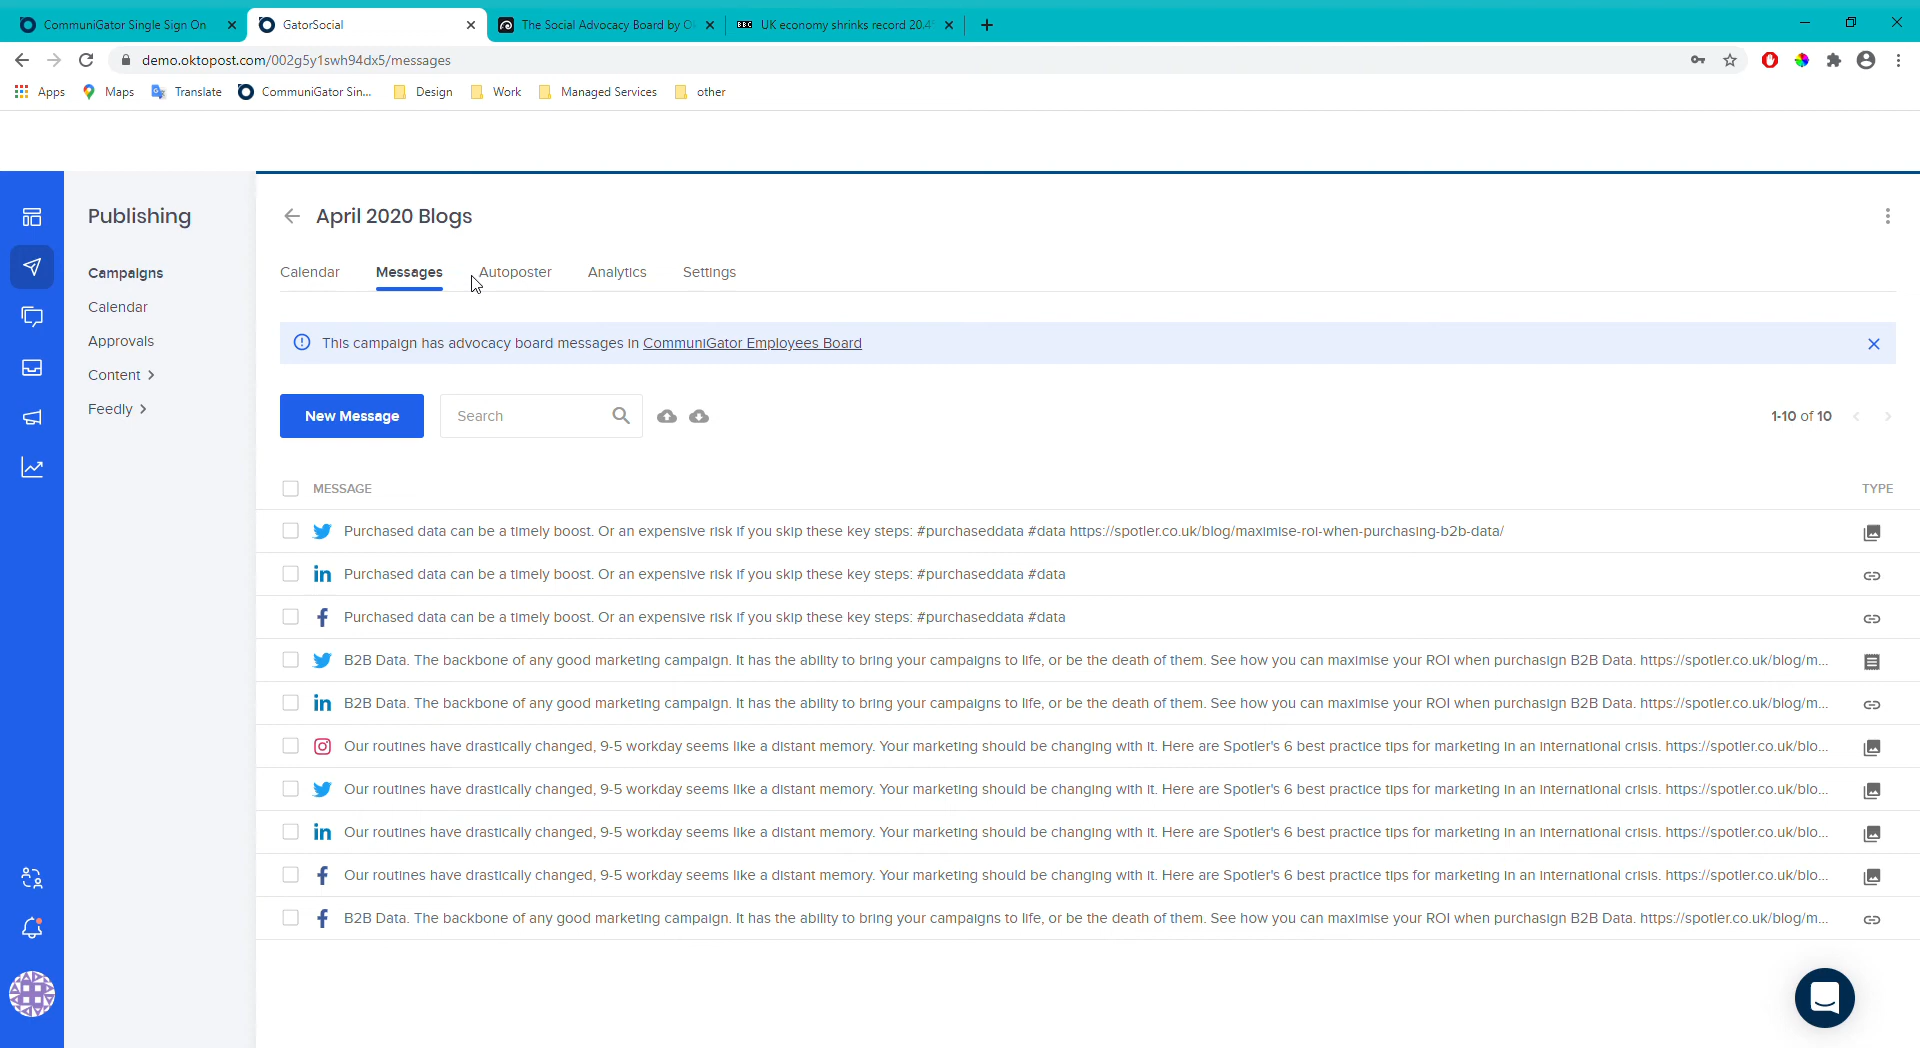 CommuniGator Single Sign On
GatorSocial
The Social Advocacy Board by O
BBC UK economy shrinks record 20.4
demo.oktopost.com/002g5y1swh94dx5/messages
Apps
Maps
Translate
CommuniGator Sin...
Design
Work
Managed Services
other
Publishing
Campaigns
Calendar
Approvals
Content
Feedly
April 2020 Blogs
Calendar
Messages
Autoposter
Analytics
Settings
This campaign has advocacy board messages in CommuniGator Employees Board
New Message
Search
1-10 of 10
MESSAGE
TYPE
Purchased data can be a timely boost. Or an expensive risk if you skip these key steps: #purchaseddata #data https://spotler.co.uk/blog/maximise-roi-when-purchasing-b2b-data/
Purchased data can be a timely boost. Or an expensive risk if you skip these key steps: #purchaseddata #data
Purchased data can be a timely boost. Or an expensive risk if you skip these key steps: #purchaseddata #data
B2B Data. The backbone of any good marketing campaign. It has the ability to bring your campaigns to life, or be the death of them. See how you can maximise your ROI when purchasign B2B Data. https://spotler.co.uk/blog/m...
B2B Data. The backbone of any good marketing campaign. It has the ability to bring your campaigns to life, or be the death of them. See how you can maximise your ROI when purchasign B2B Data. https://spotler.co.uk/blog/m...
Our routines have drastically changed, 9-5 workday seems like a distant memory. Your marketing should be changing with it. Here are Spotler's 6 best practice tips for marketing in an international crisis. https://spotler.co.uk/blo...
Our routines have drastically changed, 9-5 workday seems like a distant memory. Your marketing should be changing with it. Here are Spotler's 6 best practice tips for marketing in an international crisis. https://spotler.co.uk/blo...
Our routines have drastically changed, 9-5 workday seems like a distant memory. Your marketing should be changing with it. Here are Spotler's 6 best practice tips for marketing in an international crisis. https://spotler.co.uk/blo...
Our routines have drastically changed, 9-5 workday seems like a distant memory. Your marketing should be changing with it. Here are Spotler's 6 best practice tips for marketing in an international crisis. https://spotler.co.uk/blo...
B2B Data. The backbone of any good marketing campaign. It has the ability to bring your campaigns to life, or be the death of them. See how you can maximise your ROI when purchasign B2B Data. https://spotler.co.uk/blog/m...